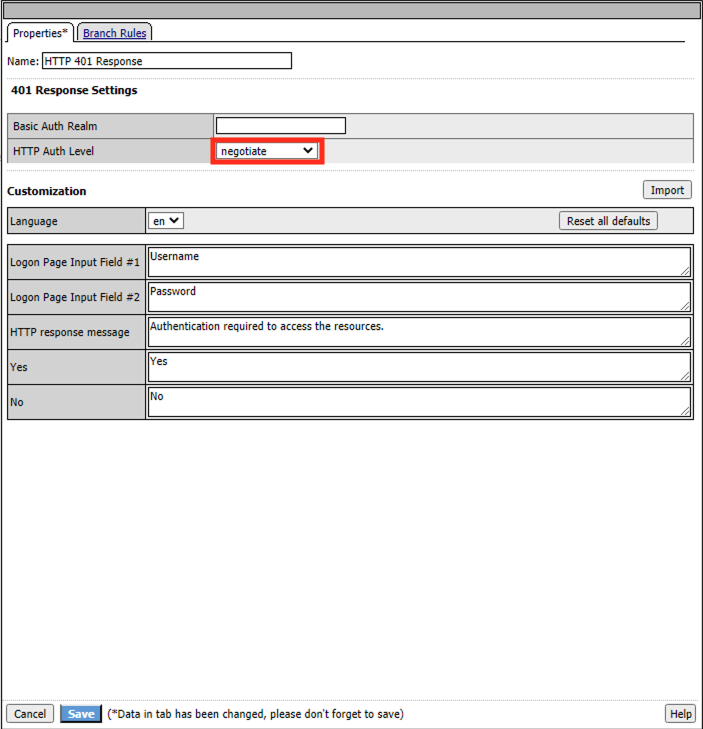 Properties* Branch Rules
Name: HTTP 401 Response
401 Response Settings
Basic Auth Realm
HTTP Auth Level negotiate
Customization Import
Language en Reset all defaults
Logon Page Input Field #1 Username
Logon Page Input Field #2 Password
HTTP response message Authentication required to access the resources.
Yes Yes
No No
Cancel Save (*Data in tab has been changed, please don't forget to save) Help